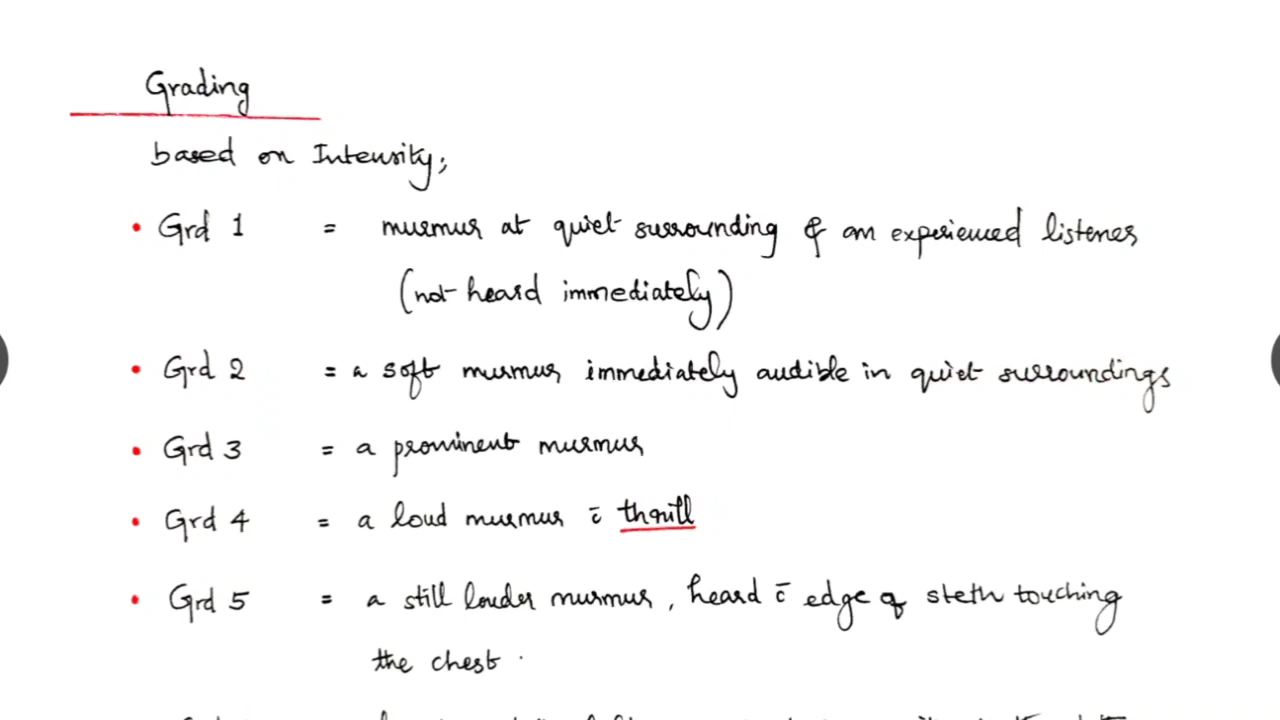 Grading
based on Intensity;
• Grd 1 = murmur at quiet surrounding & an experienced listener
(not heard immediately)
• Grd 2 = a soft murmur immediately audible in quiet surroundings
• Grd 3 = a prominent murmur
• Grd 4 = a loud murmur c̄ thrill
• Grd 5 = a still louder murmur, heard c̄ edge of steth touching
the chest.